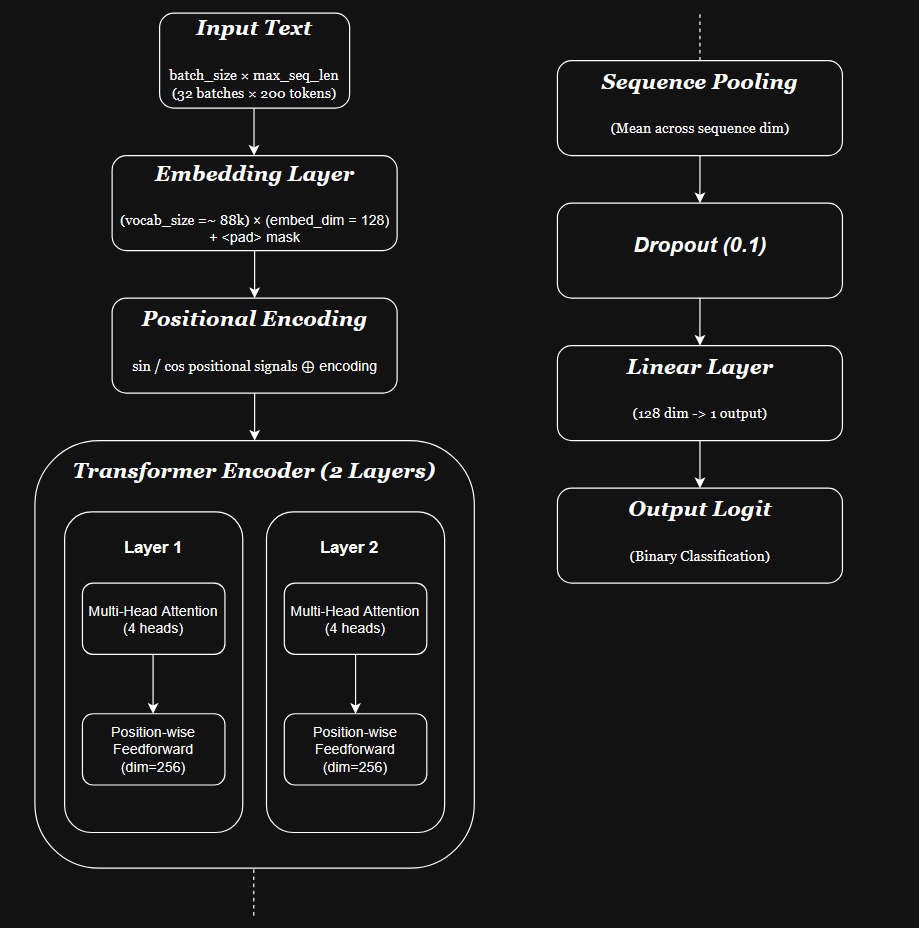 Input Text
batch_size × max_seq_len
(32 batches × 200 tokens)
Embedding Layer
(vocab_size =~ 88k) × (embed_dim = 128)
+ <pad> mask
Positional Encoding
sin / cos positional signals ⊕ encoding
Transformer Encoder (2 Layers)
Layer 1
Multi-Head Attention
(4 heads)
Position-wise
Feedforward
(dim=256)
Layer 2
Multi-Head Attention
(4 heads)
Position-wise
Feedforward
(dim=256)
Sequence Pooling
(Mean across sequence dim)
Dropout (0.1)
Linear Layer
(128 dim -> 1 output)
Output Logit
(Binary Classification)